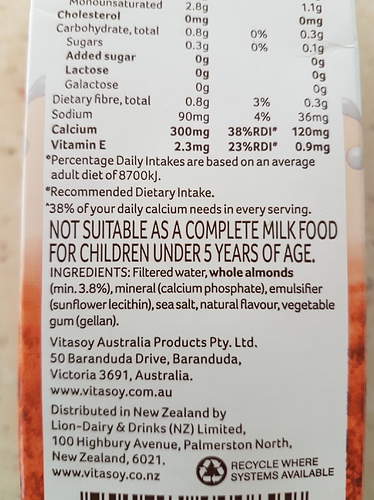 Monounsaturated 2.8g 1.1g
Cholesterol 0mg 0mg
Carbohydrate, total 0.8g 0% 0.3g
Sugars 0.3g 0% 0.1g
Added sugar 0g 0g
Lactose 0g 0g
Galactose 0g 0g
Dietary fibre, total 0.8g 3% 0.3g
Sodium 90mg 4% 36mg
Calcium 300mg 38%RDI# 120mg
Vitamin E 2.3mg 23%RDI# 0.9mg
*Percentage Daily Intakes are based on an average
adult diet of 8700kJ.
#Recommended Dietary Intake.
^38% of your daily calcium needs in every serving.
NOT SUITABLE AS A COMPLETE MILK FOOD
FOR CHILDREN UNDER 5 YEARS OF AGE.
INGREDIENTS: Filtered water, whole almonds
(min. 3.8%), mineral (calcium phosphate), emulsifier
(sunflower lecithin), sea salt, natural flavour, vegetable
gum (gellan).
Vitasoy Australia Products Pty. Ltd.
50 Baranduda Drive, Baranduda,
Victoria 3691, Australia.
www.vitasoy.com.au
Distributed in New Zealand by
Lion-Dairy & Drinks (NZ) Limited,
100 Highbury Avenue, Palmerston North,
New Zealand, 6021.
www.vitasoy.co.nz
RECYCLE WHERE
SYSTEMS AVAILABLE